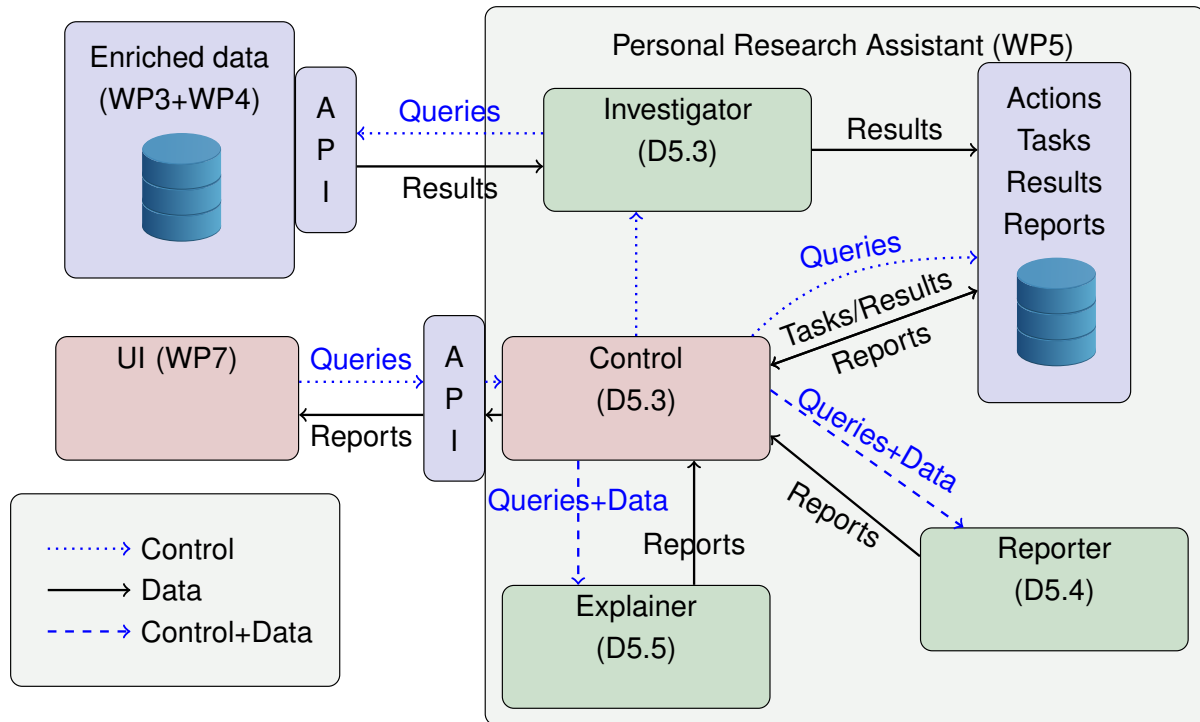 Personal Research Assistant (WP5)
Enriched data
(WP3+WP4)
A
P
I
Queries
Results
Investigator
(D5.3)
Results
Actions
Tasks
Results
Reports
Queries
Tasks/Results
Reports
UI (WP7)
Queries
Reports
A
P
I
Control
(D5.3)
Queries+Data
Reports
Queries+Data
Reports
Explainer
(D5.5)
Reporter
(D5.4)
Control
Data
Control+Data